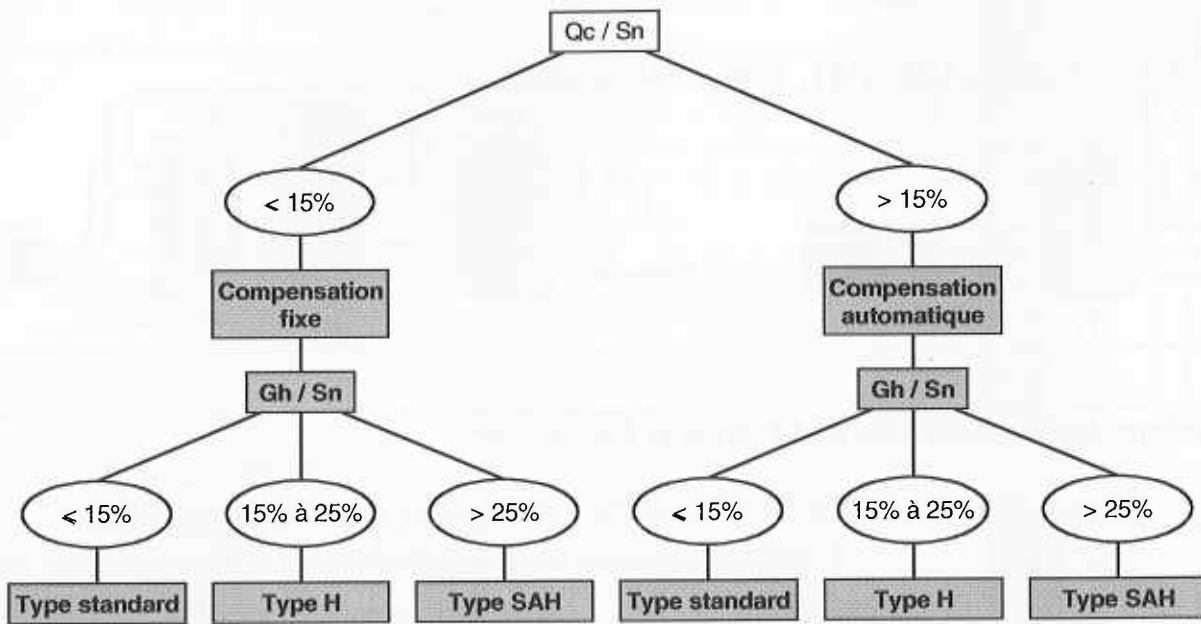 Qc / Sn
< 15%
> 15%
Compensation
fixe
Compensation
automatique
Gh / Sn
Gh / Sn
⩽ 15%
15% à 25%
> 25%
⩽ 15%
15% à 25%
> 25%
Type standard
Type H
Type SAH
Type standard
Type H
Type SAH